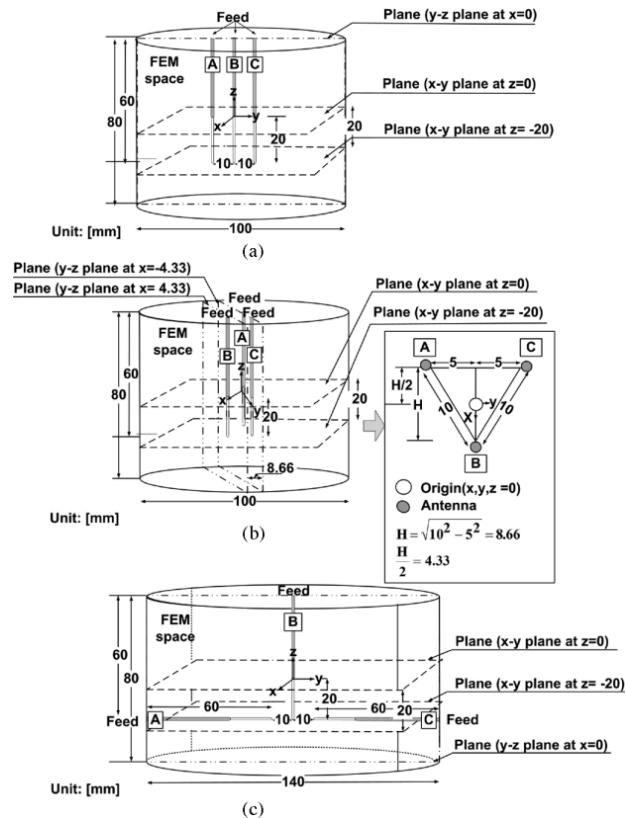 Feed
Plane (y-z plane at x=0)
FEM
space
A B C
60
80
z
Plane (x-y plane at z=0)
x y
20
20
Plane (x-y plane at z= -20)
10 10
Unit: [mm]
100
(a)
Plane (y-z plane at x=-4.33)
Plane (y-z plane at x= 4.33)
Feed
Feed Feed
Plane (x-y plane at z=0)
Plane (x-y plane at z= -20)
FEM
space
A
B C
60
80
z
x
y
20
20
8.66
100
Unit: [mm]
(b)
A C
5 5
H/2
H
y
X
10 10
B
Origin(x,y,z =0)
Antenna
H = √10² − 5² = 8.66
H/2 = 4.33
Feed
B
FEM
space
60
80
z
x y
Plane (x-y plane at z=0)
20
Plane (x-y plane at z= -20)
60 60
20
Feed A 10 10 C Feed
Plane (y-z plane at x=0)
140
Unit: [mm]
(c)